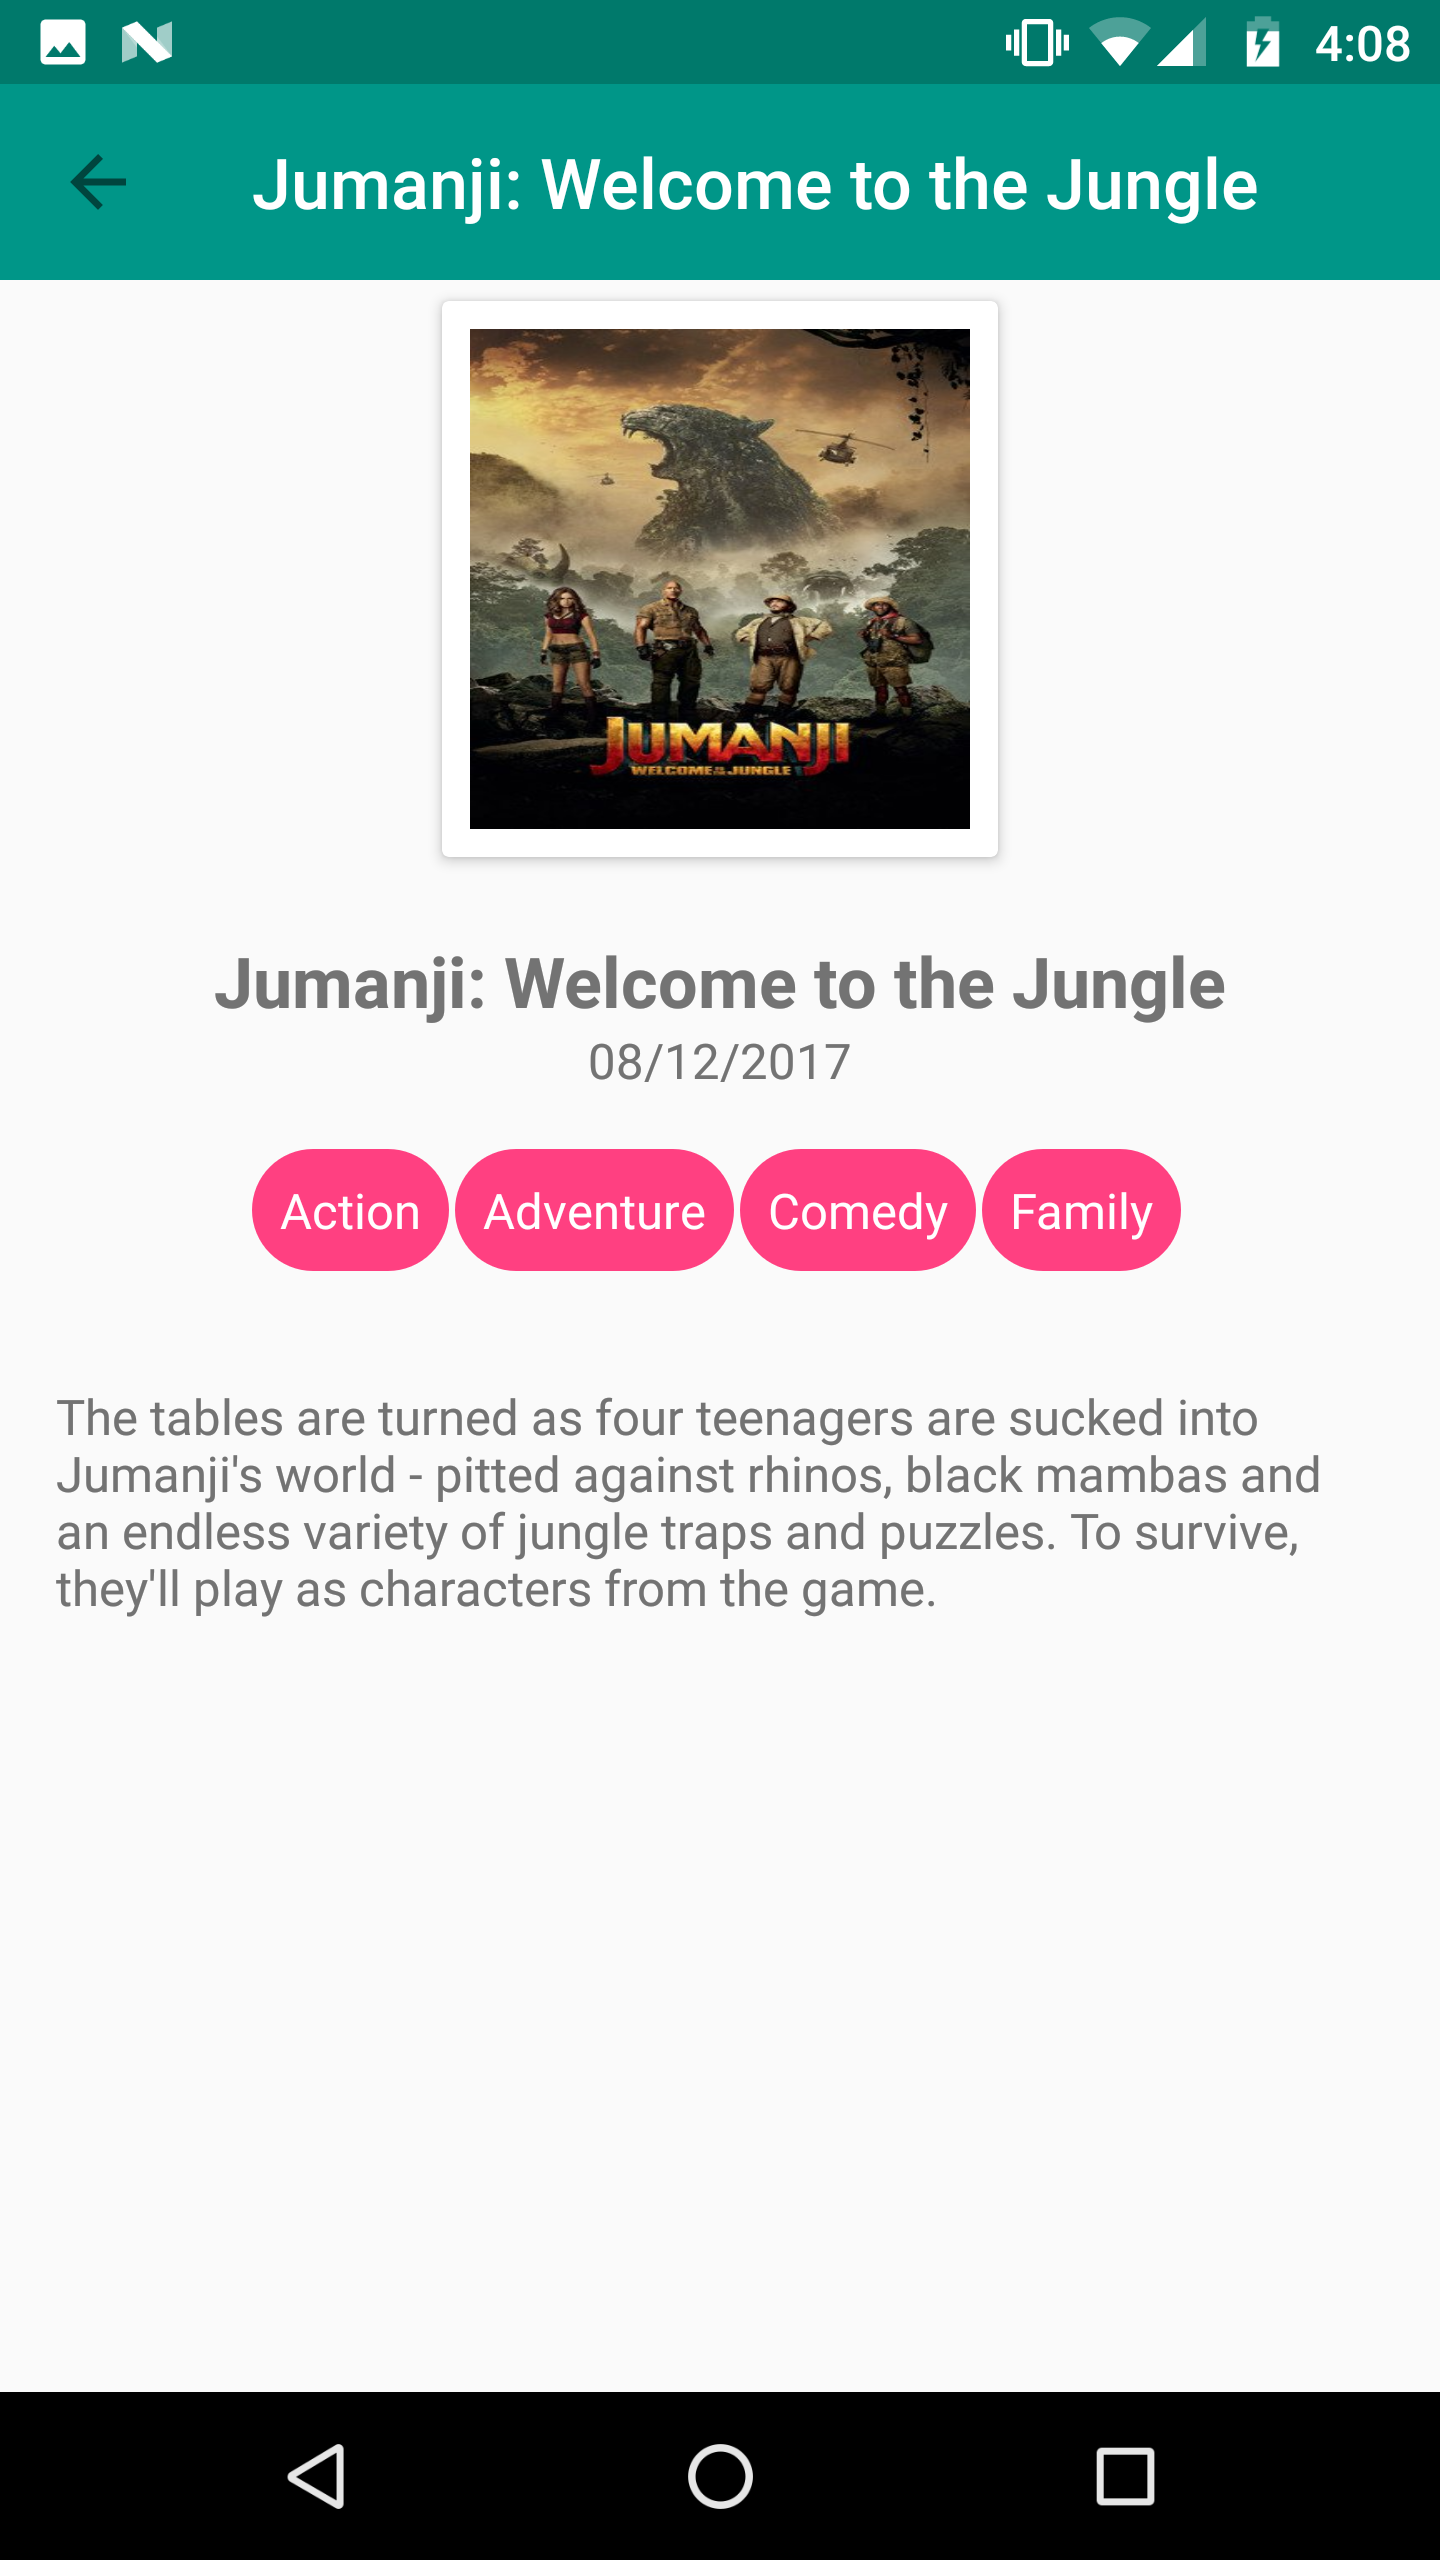 4:08
Jumanji: Welcome to the Jungle
JUMANJI
WELCOME TO THE JUNGLE
Jumanji: Welcome to the Jungle
08/12/2017
Action Adventure Comedy Family
The tables are turned as four teenagers are sucked into
Jumanji's world - pitted against rhinos, black mambas and
an endless variety of jungle traps and puzzles. To survive,
they'll play as characters from the game.